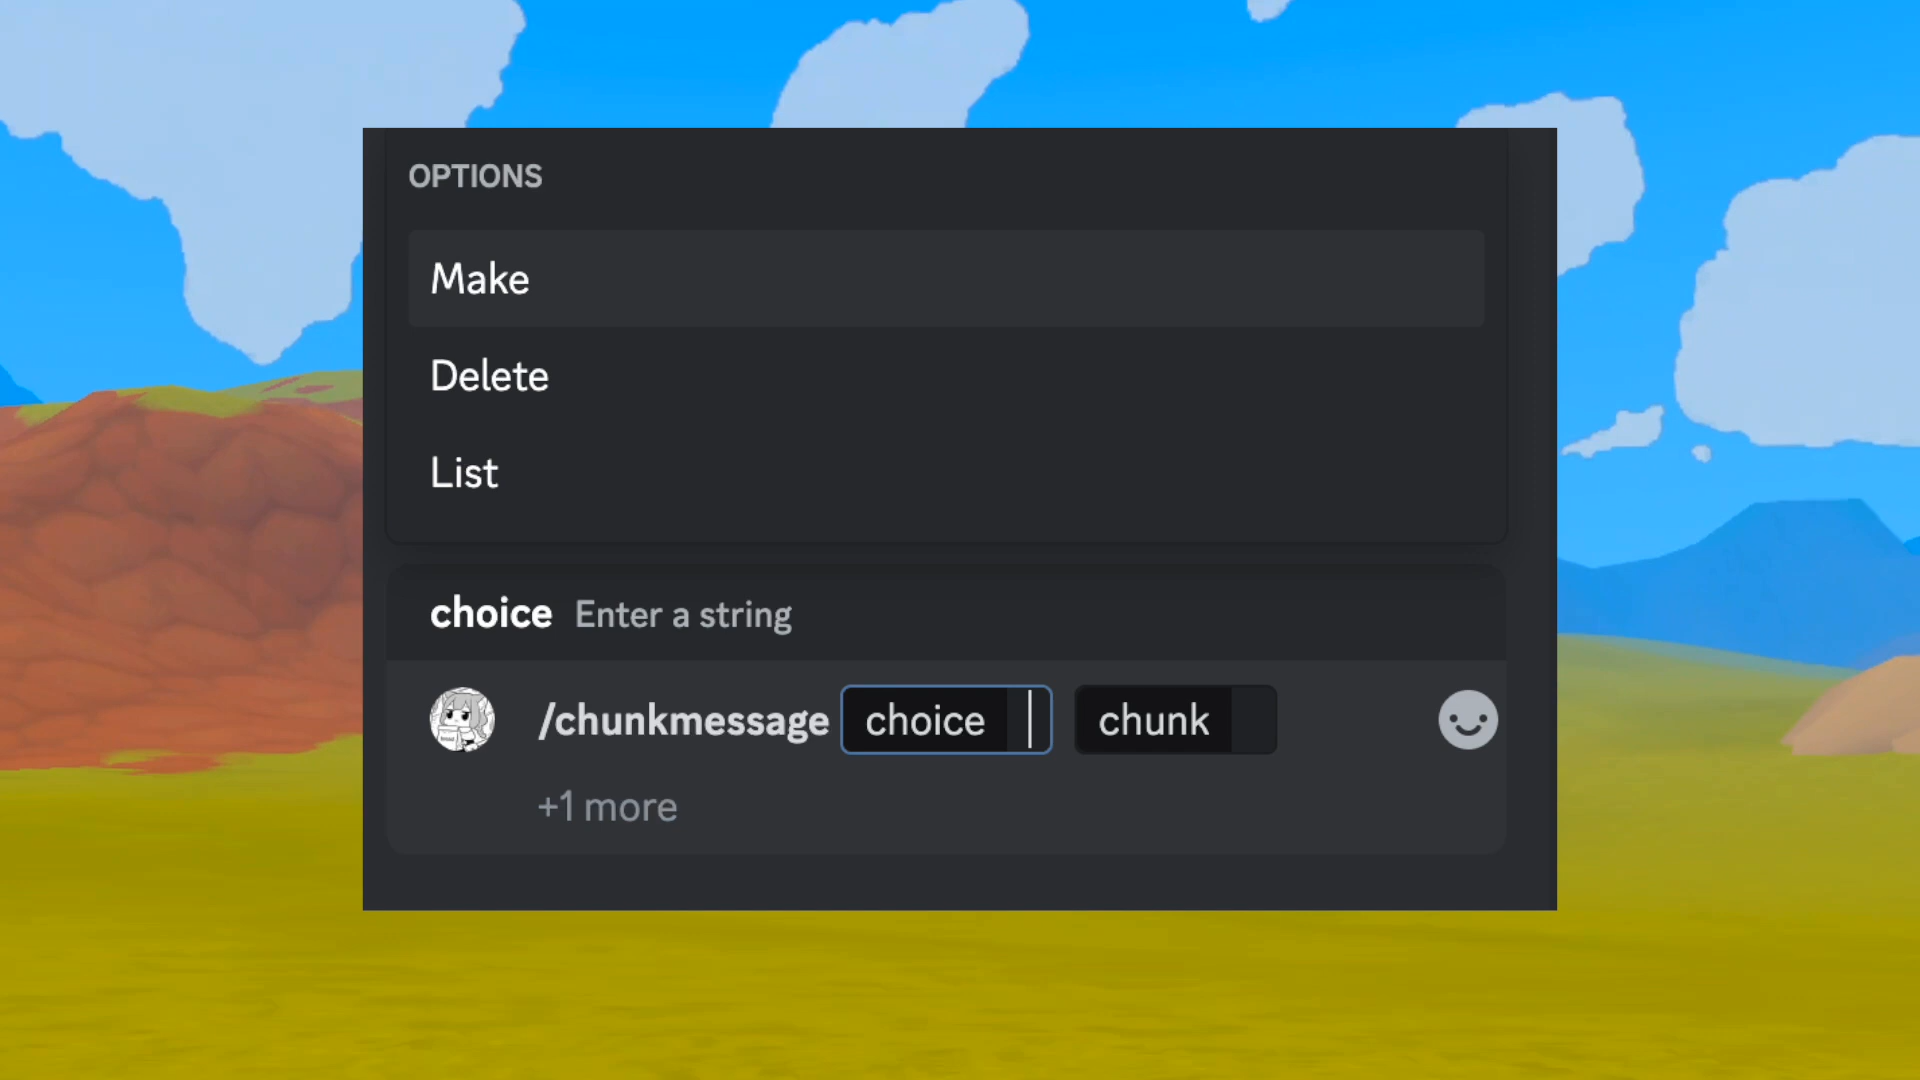 OPTIONS
Make
Delete
List
choice Enter a string
/chunkmessage choice chunk
+1 more